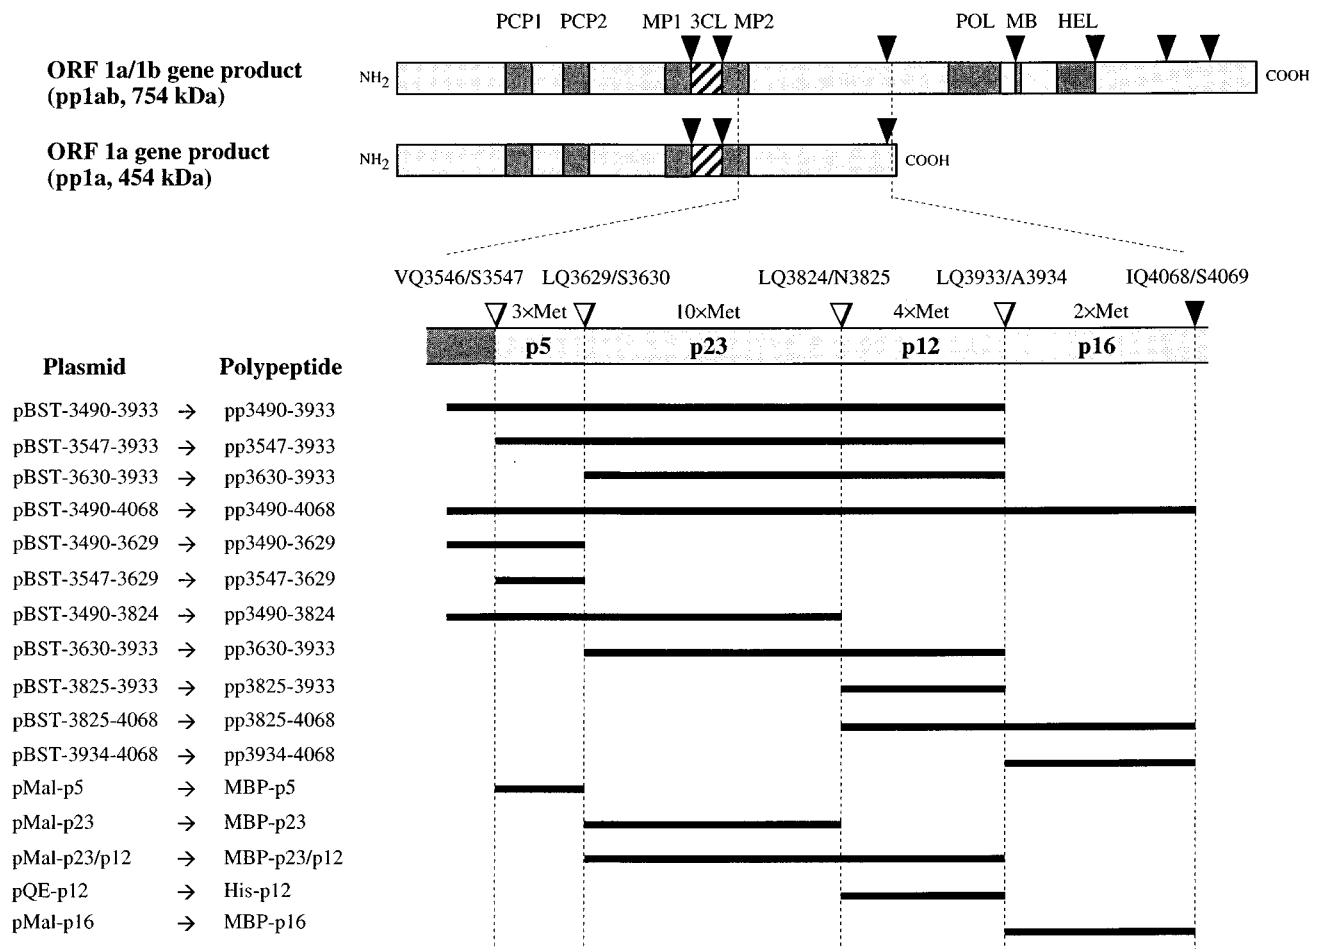 PCP1 PCP2 MP1 3CL MP2 POL MB HEL
ORF 1a/1b gene product
(pp1ab, 754 kDa)
NH2 COOH
ORF 1a gene product
(pp1a, 454 kDa)
NH2 COOH
VQ3546/S3547 LQ3629/S3630 LQ3824/N3825 LQ3933/A3934 IQ4068/S4069
3×Met 10×Met 4×Met 2×Met
p5 p23 p12 p16
Plasmid Polypeptide
pBST-3490-3933 → pp3490-3933
pBST-3547-3933 → pp3547-3933
pBST-3630-3933 → pp3630-3933
pBST-3490-4068 → pp3490-4068
pBST-3490-3629 → pp3490-3629
pBST-3547-3629 → pp3547-3629
pBST-3490-3824 → pp3490-3824
pBST-3630-3933 → pp3630-3933
pBST-3825-3933 → pp3825-3933
pBST-3825-4068 → pp3825-4068
pBST-3934-4068 → pp3934-4068
pMal-p5 → MBP-p5
pMal-p23 → MBP-p23
pMal-p23/p12 → MBP-p23/p12
pQE-p12 → His-p12
pMal-p16 → MBP-p16